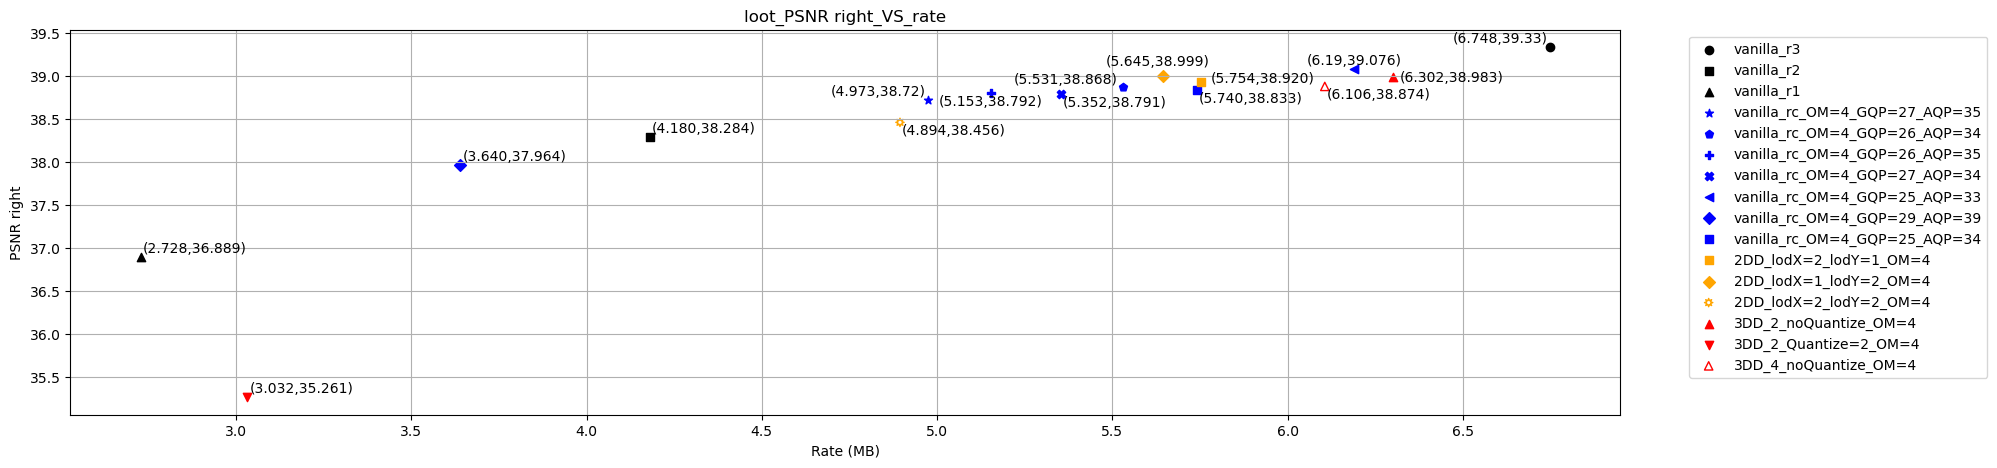 loot_PSNR right_VS_rate
39.5
39.0
38.5
38.0
37.5
37.0
36.5
36.0
35.5
PSNR right
(6.748,39.33)
(6.19,39.076)
(5.645,38.999)
(6.302,38.983)
(5.531,38.868)
(5.754,38.920)
(4.973,38.72)
(5.153,38.792)
(5.352,38.791)
(5.740,38.833)
(6.106,38.874)
(4.180,38.284)
(4.894,38.456)
(3.640,37.964)
(2.728,36.889)
(3.032,35.261)
3.0
3.5
4.0
4.5
5.0
5.5
6.0
6.5
Rate (MB)
vanilla_r3
vanilla_r2
vanilla_r1
vanilla_rc_OM=4_GQP=27_AQP=35
vanilla_rc_OM=4_GQP=26_AQP=34
vanilla_rc_OM=4_GQP=26_AQP=35
vanilla_rc_OM=4_GQP=27_AQP=34
vanilla_rc_OM=4_GQP=25_AQP=33
vanilla_rc_OM=4_GQP=29_AQP=39
vanilla_rc_OM=4_GQP=25_AQP=34
2DD_lodX=2_lodY=1_OM=4
2DD_lodX=1_lodY=2_OM=4
2DD_lodX=2_lodY=2_OM=4
3DD_2_noQuantize_OM=4
3DD_2_Quantize=2_OM=4
3DD_4_noQuantize_OM=4